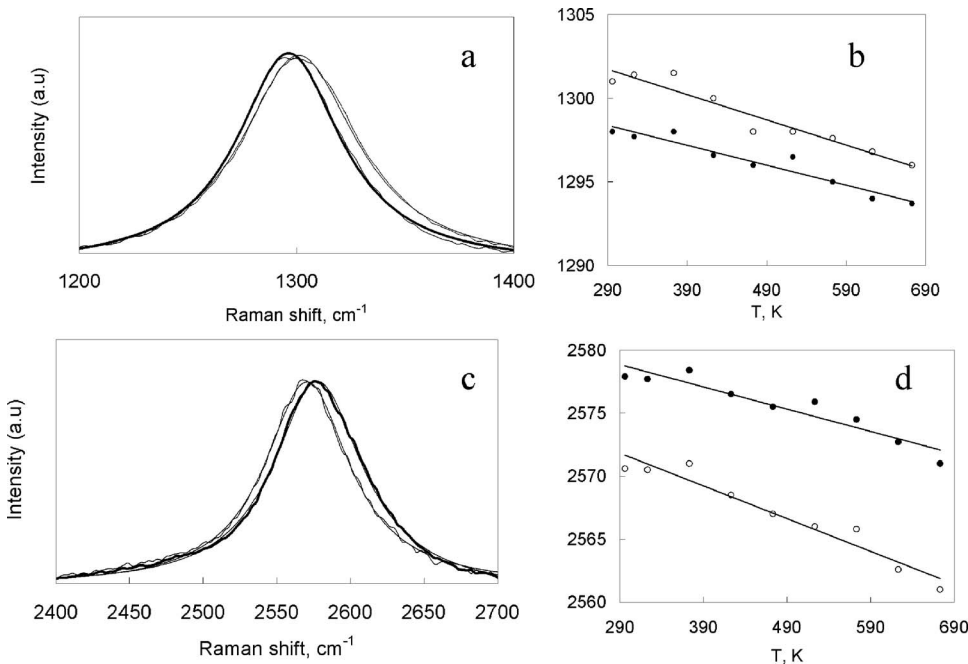 a
Intensity (a.u)
1200
1300
1400
Raman shift, cm-1
b
1305
1300
1295
1290
290
390
490
590
690
T, K
c
Intensity (a.u)
2400
2450
2500
2550
2600
2650
2700
Raman shift, cm-1
d
2580
2575
2570
2565
2560
290
390
490
590
690
T, K